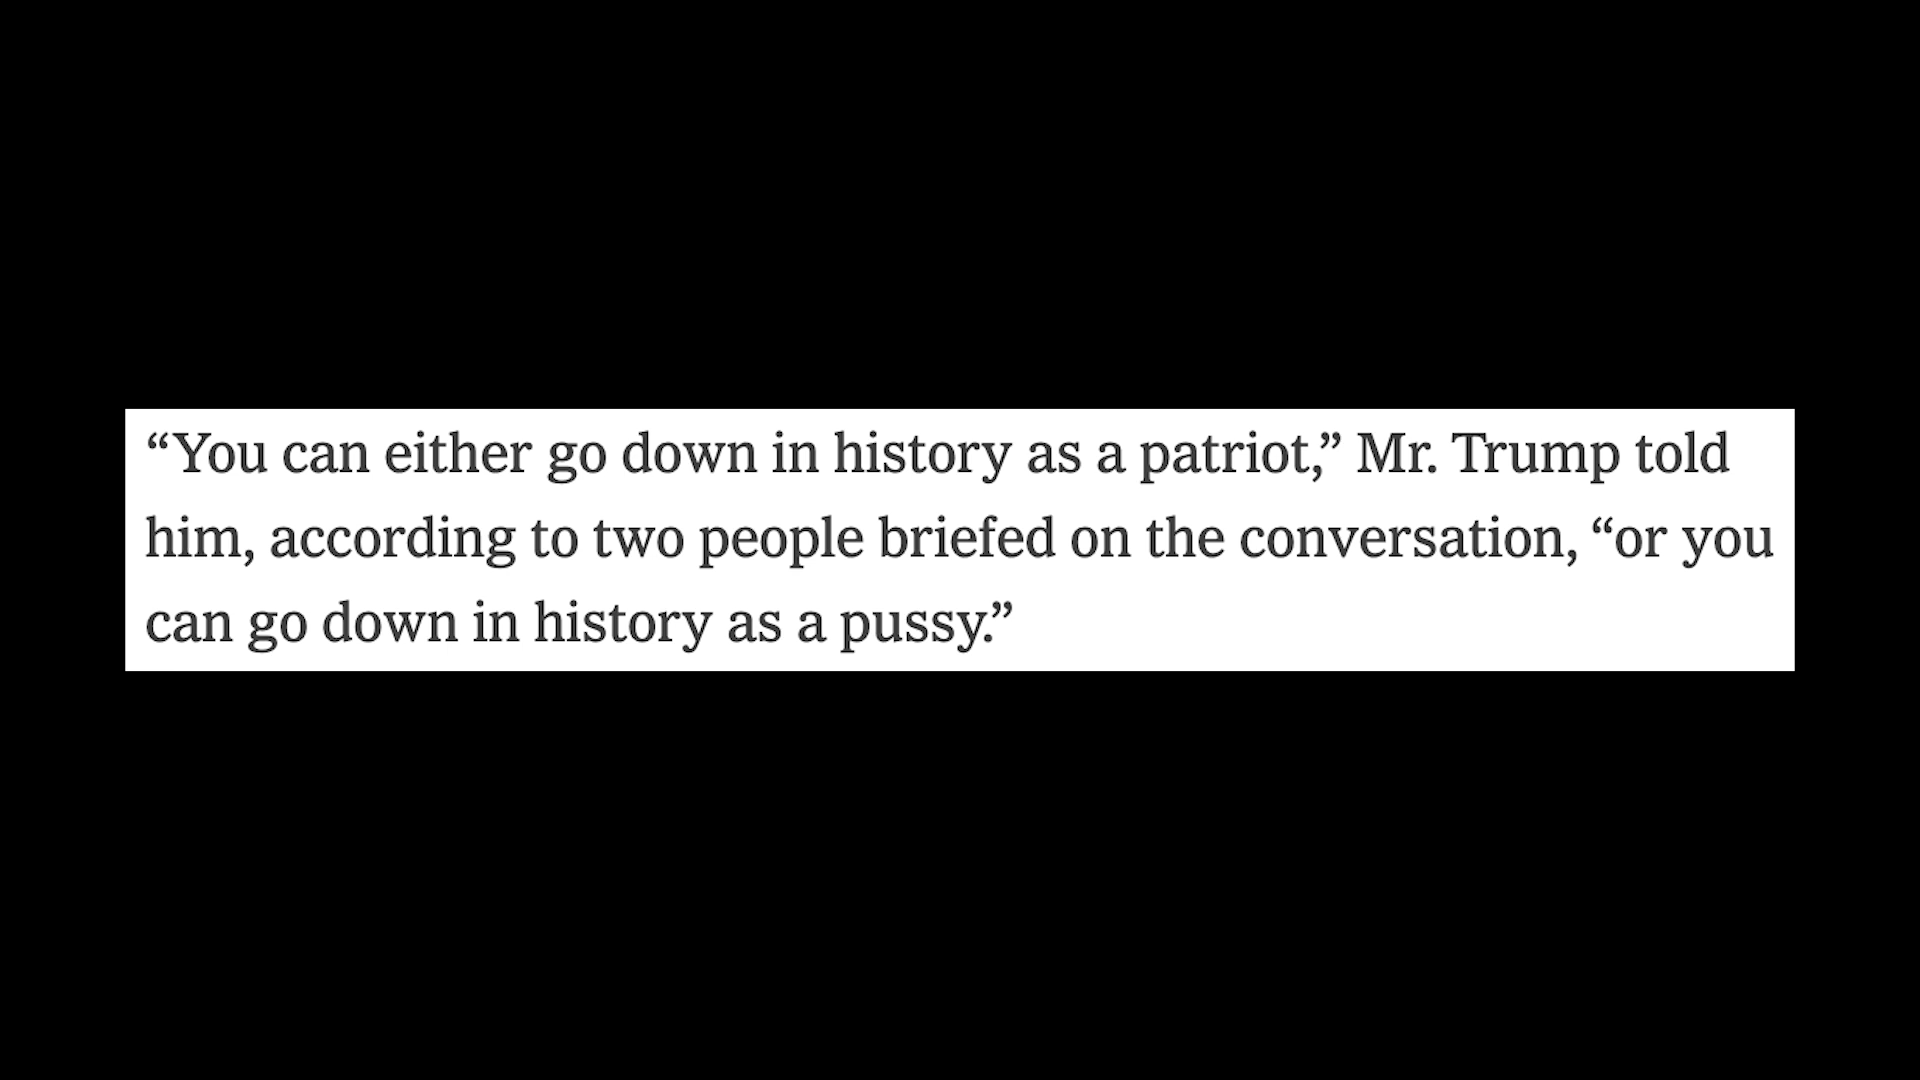 “You can either go down in history as a patriot,” Mr. Trump told
him, according to two people briefed on the conversation, “or you
can go down in history as a pussy.”